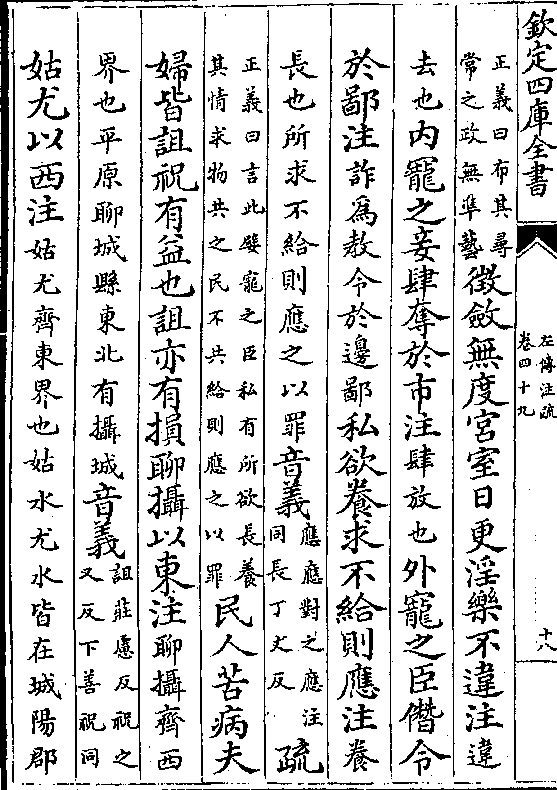 欽定四庫全書
左傳注疏
卷四十九
十八
正義曰布其尋
常之政無準藝
徵斂無度宮室日更淫樂不違注違
去也內寵之妾肆奪於市注肆放也外寵之臣僭令
於鄙注詐為教令於邊鄙私欲養求不給則應注養
長也所求不給則應之以罪音義
應應對之應注
同長丁丈反
疏
正義曰言此嬖寵之臣私有所欲長養
其情求物共之民不共給則應之以罪
民人苦病夫
婦皆詛祝有益也詛亦有損聊攝以東注聊攝齊西
界也平原聊城縣東北有攝城音義
詛莊慮反祝之
又反下善祝同
姑尤以西注姑尤齊東界也姑水尤水皆在城陽郡